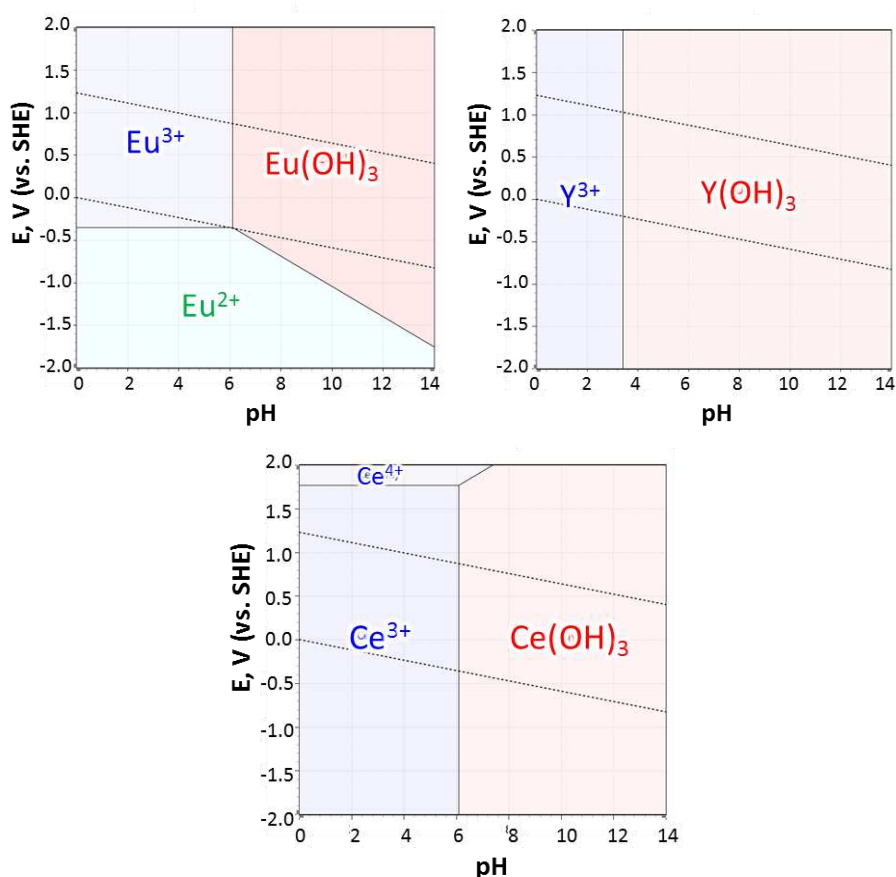 E, V (vs. SHE)
2.0
1.5
1.0
0.5
0.0
-0.5
-1.0
-1.5
-2.0
Eu³⁺
Eu(OH)₃
Eu²⁺
0 2 4 6 8 10 12 14
pH
E, V (vs. SHE)
2.0
1.5
1.0
0.5
0.0
-0.5
-1.0
-1.5
-2.0
Y³⁺
Y(OH)₃
0 2 4 6 8 10 12 14
pH
E, V (vs. SHE)
2.0
1.5
1.0
0.5
0.0
-0.5
-1.0
-1.5
-2.0
Ce⁴⁺
Ce³⁺
Ce(OH)₃
0 2 4 6 8 10 12 14
pH